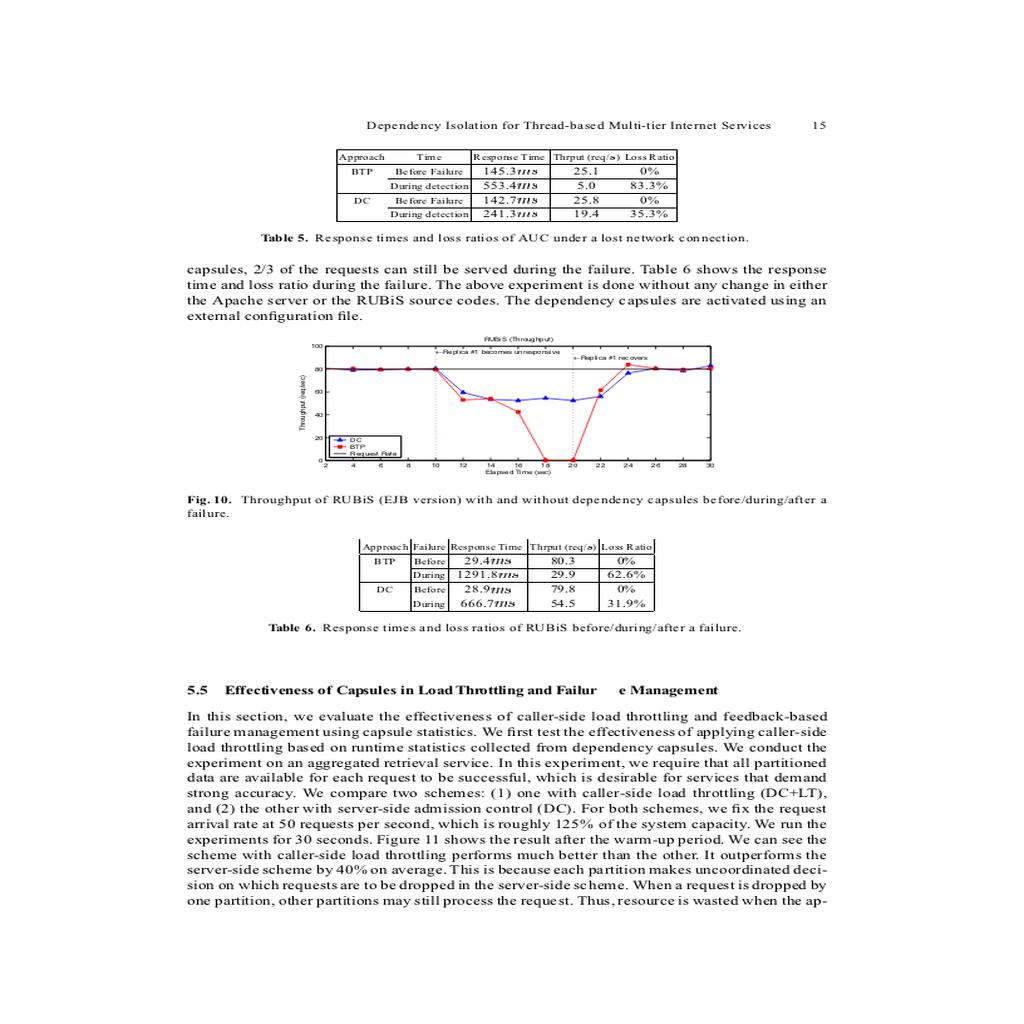 Dependency Isolation for Thread-based Multi-tier Internet Services 15
Approach Time Response Time Thrput (req/s) Loss Ratio
BTP Before Failure 145.3ms 25.1 0%
During detection 553.4ms 5.0 83.3%
DC Before Failure 142.7ms 25.8 0%
During detection 241.3ms 19.4 35.3%
Table 5. Response times and loss ratios of AUC under a lost network connection.
capsules, 2/3 of the requests can still be served during the failure. Table 6 shows the response
time and loss ratio during the failure. The above experiment is done without any change in either
the Apache server or the RUBiS source codes. The dependency capsules are activated using an
external configuration file.
RUBiS (Throughput)
←Replica #1 becomes unresponsive
←Replica #1 recovers
Throughput (req/sec)
100
80
60
40
20
0
DC
BTP
Request Rate
2 4 6 8 10 12 14 16 18 20 22 24 26 28 30
Elapsed Time (sec)
Fig. 10. Throughput of RUBiS (EJB version) with and without dependency capsules before/during/after a
failure.
Approach Failure Response Time Thrput (req/s) Loss Ratio
BTP Before 29.4ms 80.3 0%
During 1291.8ms 29.9 62.6%
DC Before 28.9ms 79.8 0%
During 666.7ms 54.5 31.9%
Table 6. Response times and loss ratios of RUBiS before/during/after a failure.
5.5 Effectiveness of Capsules in Load Throttling and Failur e Management
In this section, we evaluate the effectiveness of caller-side load throttling and feedback-based
failure management using capsule statistics. We first test the effectiveness of applying caller-side
load throttling based on runtime statistics collected from dependency capsules. We conduct the
experiment on an aggregated retrieval service. In this experiment, we require that all partitioned
data are available for each request to be successful, which is desirable for services that demand
strong accuracy. We compare two schemes: (1) one with caller-side load throttling (DC+LT),
and (2) the other with server-side admission control (DC). For both schemes, we fix the request
arrival rate at 50 requests per second, which is roughly 125% of the system capacity. We run the
experiments for 30 seconds. Figure 11 shows the result after the warm-up period. We can see the
scheme with caller-side load throttling performs much better than the other. It outperforms the
server-side scheme by 40% on average. This is because each partition makes uncoordinated deci-
sion on which requests are to be dropped in the server-side scheme. When a request is dropped by
one partition, other partitions may still process the request. Thus, resource is wasted when the ap-